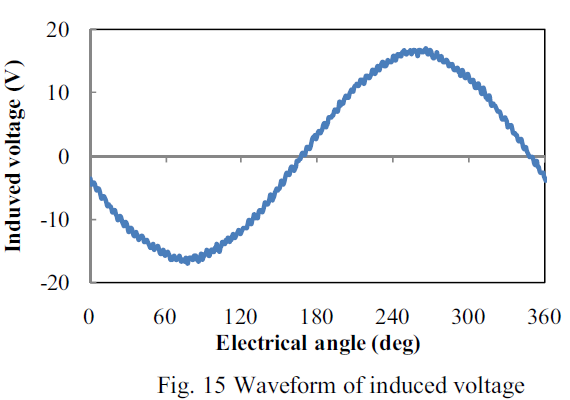 20
10
0
-10
-20
Induved voltage (V)
0 60 120 180 240 300 360
Electrical angle (deg)
Fig. 15 Waveform of induced voltage